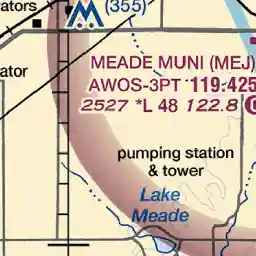 ators
(355)
MEADE MUNI (MEJ)
ator
AWOS-3PT 119.425
2527 *L 48 122.8 C
pumping station
& tower
Lake
Meade